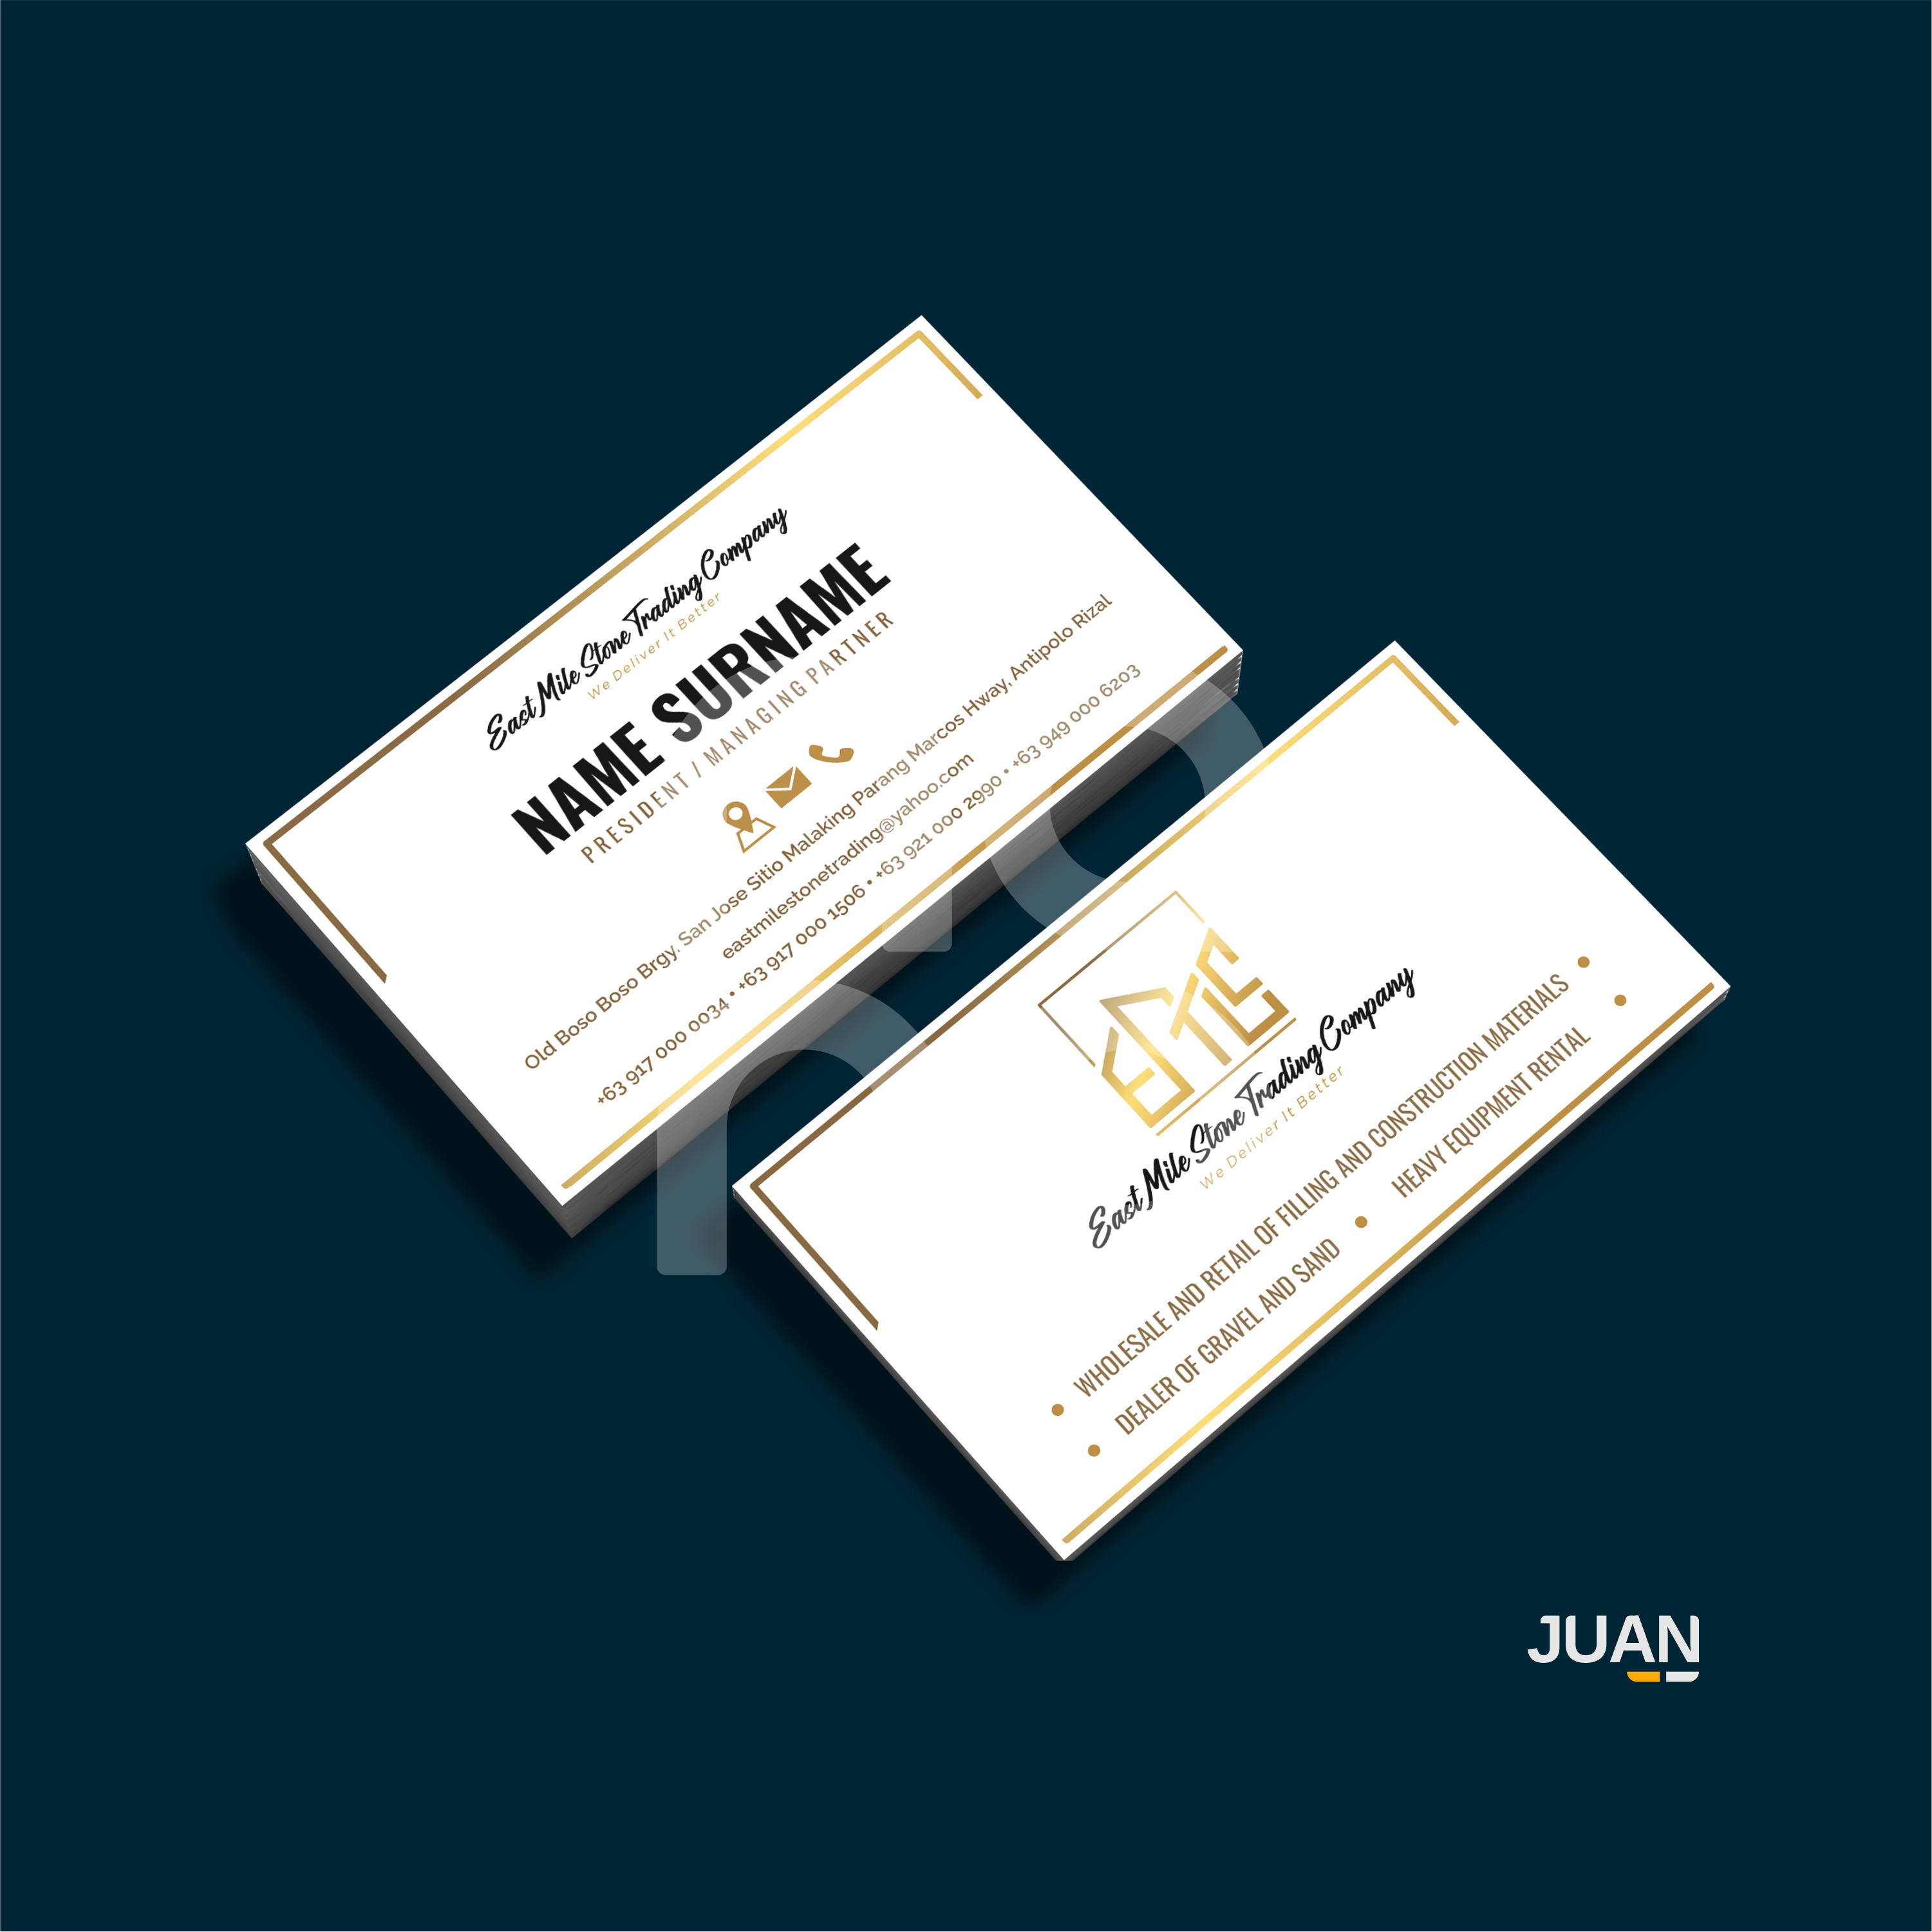 East Mile Stone Trading Company
We Deliver It Better
NAME SURNAME
PRESIDENT / MANAGING PARTNER
Old Boso Boso Brgy. San Jose Sitio Malaking Parang Marcos Hway, Antipolo Rizal
eastmilestonetrading@yahoo.com
+63 917 000 0034 • +63 917 000 1506 • +63 921 000 2990 • +63 949 000 6203
EMC
East Mile Stone Trading Company
We Deliver It Better
• WHOLESALE AND RETAIL OF FILLING AND CONSTRUCTION MATERIALS •
• DEALER OF GRAVEL AND SAND • HEAVY EQUIPMENT RENTAL •
JUAN